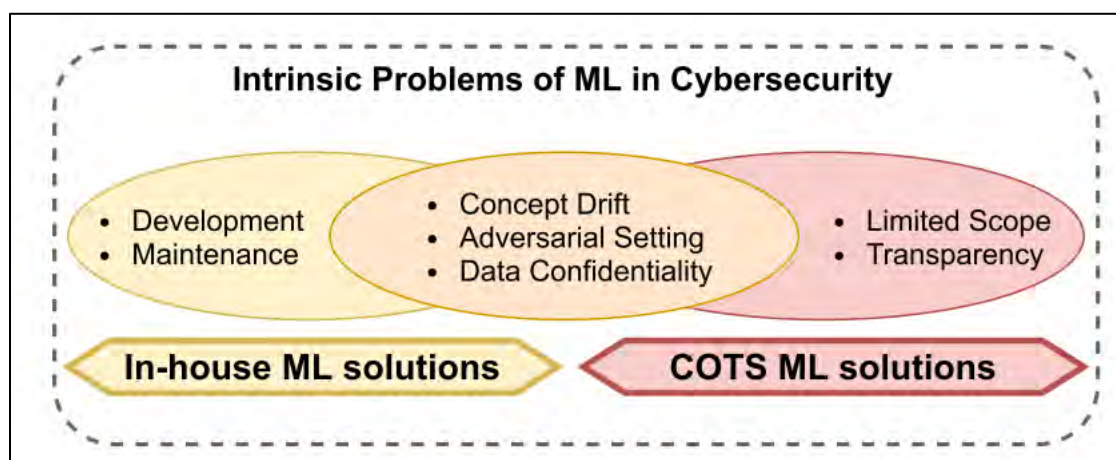 Intrinsic Problems of ML in Cybersecurity
• Development
• Maintenance
• Concept Drift
• Adversarial Setting
• Data Confidentiality
• Limited Scope
• Transparency
In-house ML solutions
COTS ML solutions